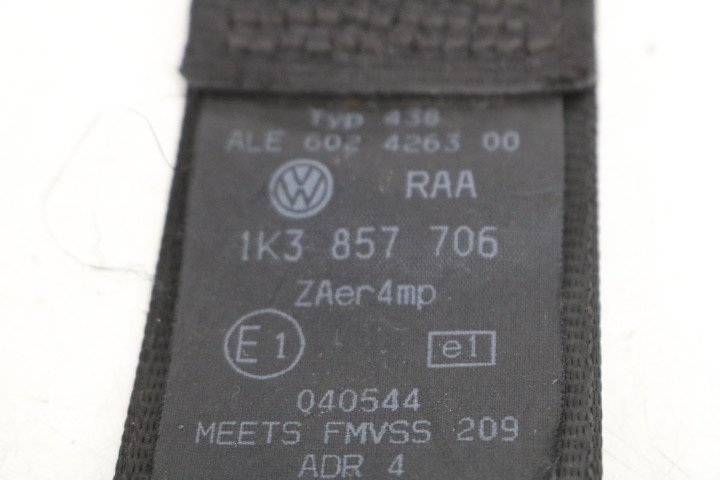 Typ 430
ALE 602 4263 00
RAA
1K3 857 706
ZAer4mp
E1 e1
040544
MEETS FMVSS 209
ADR 4